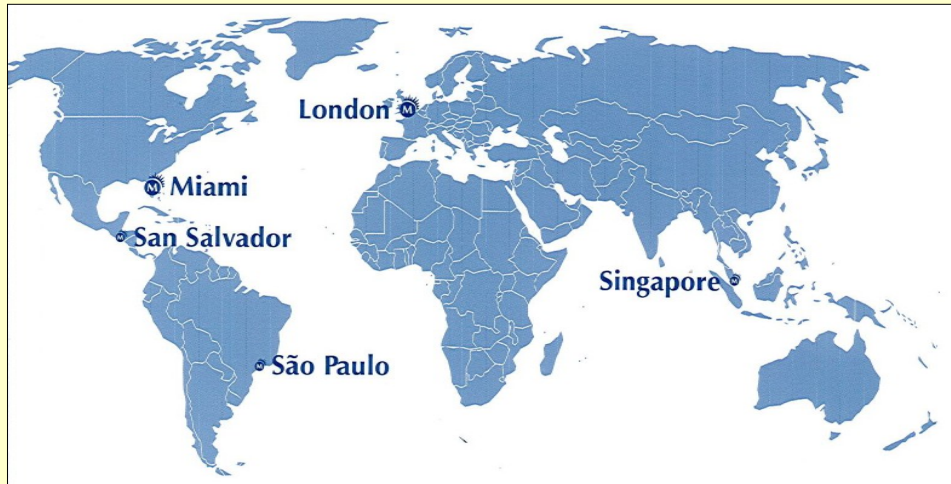 London
M
M
Miami
M
San Salvador
Singapore
M
M
São Paulo